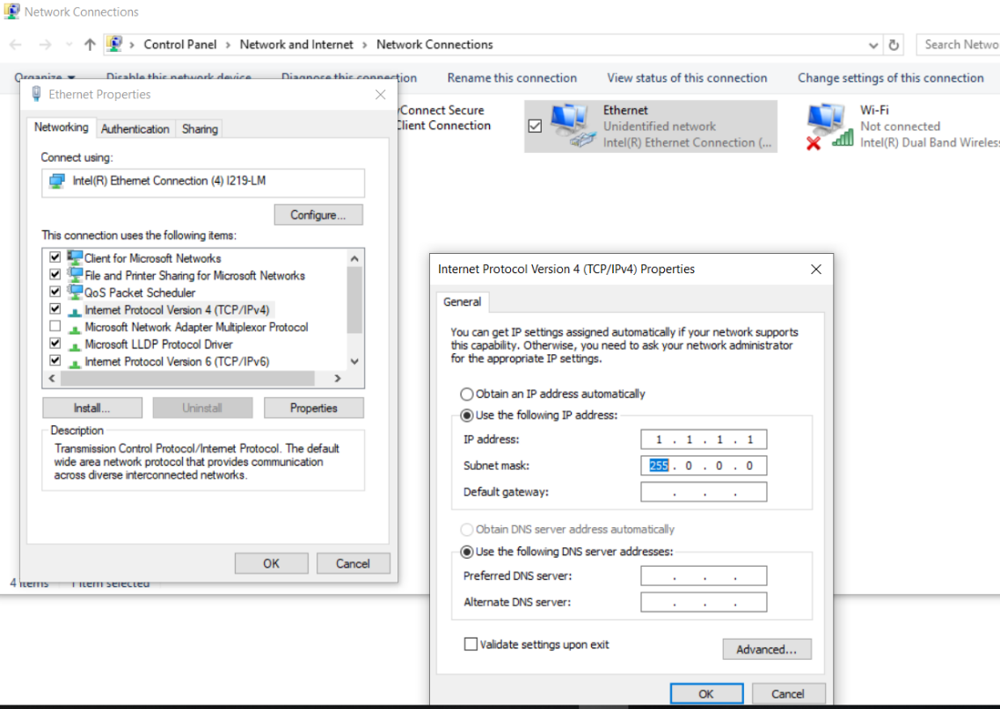 Network Connections
Control Panel > Network and Internet > Network Connections
Search Netwo
Organize
Disable this network device
Diagnose this connection
Rename this connection
View status of this connection
Change settings of this connection
Ethernet Properties
Networking
Authentication
Sharing
Connect using:
Intel(R) Ethernet Connection (4) I219-LM
Configure...
This connection uses the following items:
Client for Microsoft Networks
File and Printer Sharing for Microsoft Networks
QoS Packet Scheduler
Internet Protocol Version 4 (TCP/IPv4)
Microsoft Network Adapter Multiplexor Protocol
Microsoft LLDP Protocol Driver
Internet Protocol Version 6 (TCP/IPv6)
Install...
Uninstall
Properties
Description
Transmission Control Protocol/Internet Protocol. The default
wide area network protocol that provides communication
across diverse interconnected networks.
OK
Cancel
4 items
1 item selected
yConnect Secure
Client Connection
Ethernet
Unidentified network
Intel(R) Ethernet Connection (...
Wi-Fi
Not connected
Intel(R) Dual Band Wireless
Internet Protocol Version 4 (TCP/IPv4) Properties
General
You can get IP settings assigned automatically if your network supports
this capability. Otherwise, you need to ask your network administrator
for the appropriate IP settings.
Obtain an IP address automatically
Use the following IP address:
IP address:
1 . 1 . 1 . 1
Subnet mask:
255 . 0 . 0 . 0
Default gateway:
. . .
Obtain DNS server address automatically
Use the following DNS server addresses:
Preferred DNS server:
. . .
Alternate DNS server:
. . .
Validate settings upon exit
Advanced...
OK
Cancel